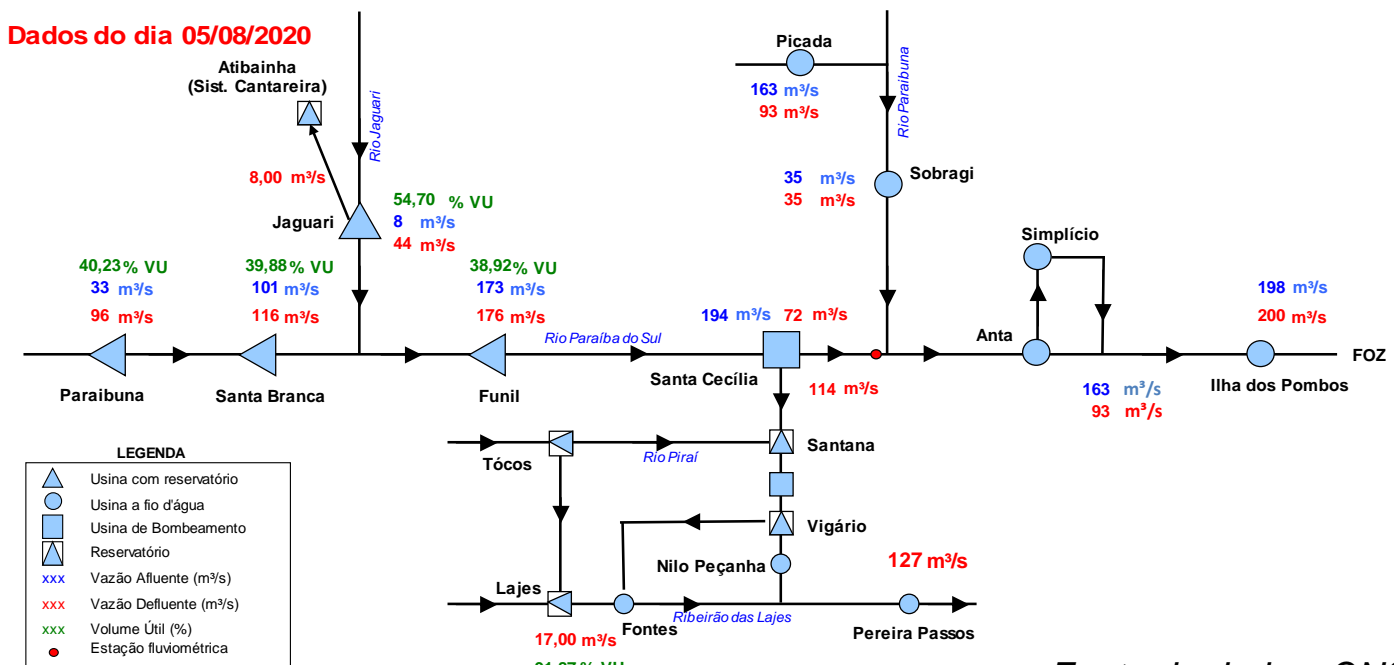 Dados do dia 05/08/2020
Atibainha
(Sist. Cantareira)
Rio Jaguari
8,00 m³/s
Jaguari
54,70 % VU
8 m³/s
44 m³/s
Picada
163 m³/s
93 m³/s
Rio Paraibuna
35 m³/s
35 m³/s
Sobragi
Simplício
40,23 % VU
33 m³/s
96 m³/s
Paraibuna
39,88 % VU
101 m³/s
116 m³/s
Santa Branca
38,92 % VU
173 m³/s
176 m³/s
Funil
Rio Paraíba do Sul
194 m³/s 72 m³/s
Santa Cecília
114 m³/s
Anta
163 m³/s
93 m³/s
198 m³/s
200 m³/s
Ilha dos Pombos
FOZ
Tócos
Rio Piraí
Santana
Vigário
Nilo Peçanha
127 m³/s
Lajes
Fontes
Ribeirão das Lajes
Pereira Passos
17,00 m³/s
LEGENDA
Usina com reservatório
Usina a fio d'água
Usina de Bombeamento
Reservatório
xxx Vazão Afluente (m³/s)
xxx Vazão Defluente (m³/s)
xxx Volume Útil (%)
Estação fluviométrica